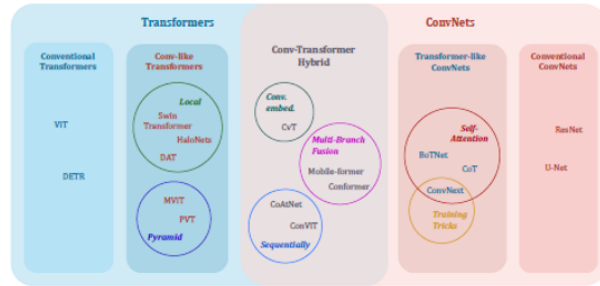 Transformers
ConvNets
Conventional
Transformers
Conv-like
Transformers
Conv-Transformer
Hybrid
Transformer-like
ConvNets
Conventional
ConvNets
ViT
DETR
Local
Swin
Transformer
HaloNets
DAT
MViT
PVT
Pyramid
Conv.
embed.
CvT
Multi-Branch
Fusion
Mobile-former
Conformer
CoAtNet
ConViT
Sequentially
Self-
Attention
BoTNet
CoT
ConvNext
Training
Tricks
ResNet
U-Net